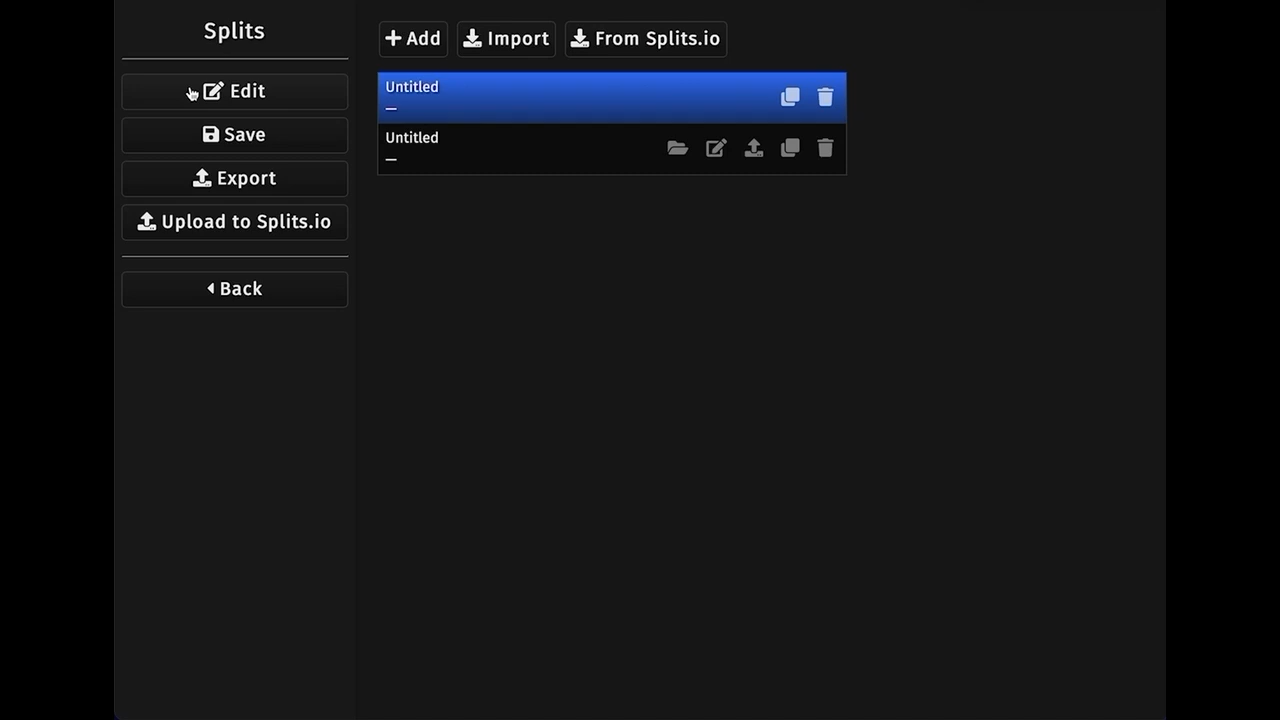 Splits
Edit
Save
Export
Upload to Splits.io
Back
Add
Import
From Splits.io
Untitled
—
Untitled
—